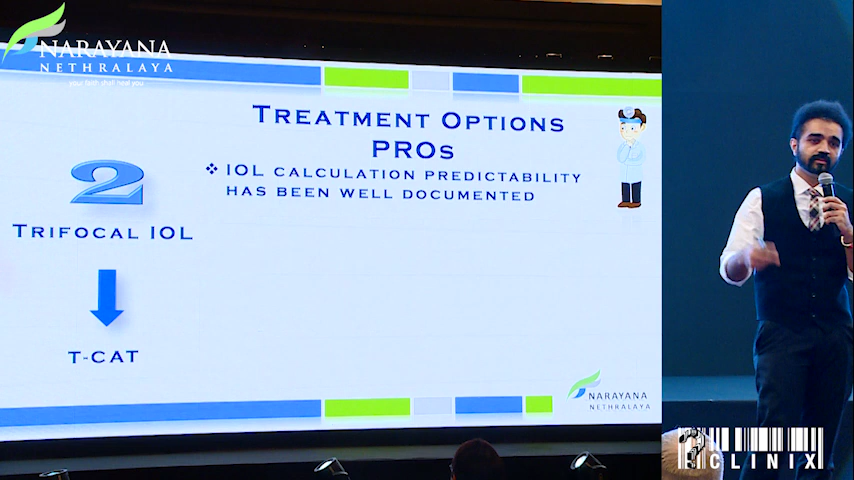 NARAYANA
NETHRALAYA
your faith shall heal you
TREATMENT OPTIONS
PROS
IOL CALCULATION PREDICTABILITY
HAS BEEN WELL DOCUMENTED
2
TRIFOCAL IOL
T-CAT
NARAYANA
NETHRALAYA
?CLINIX